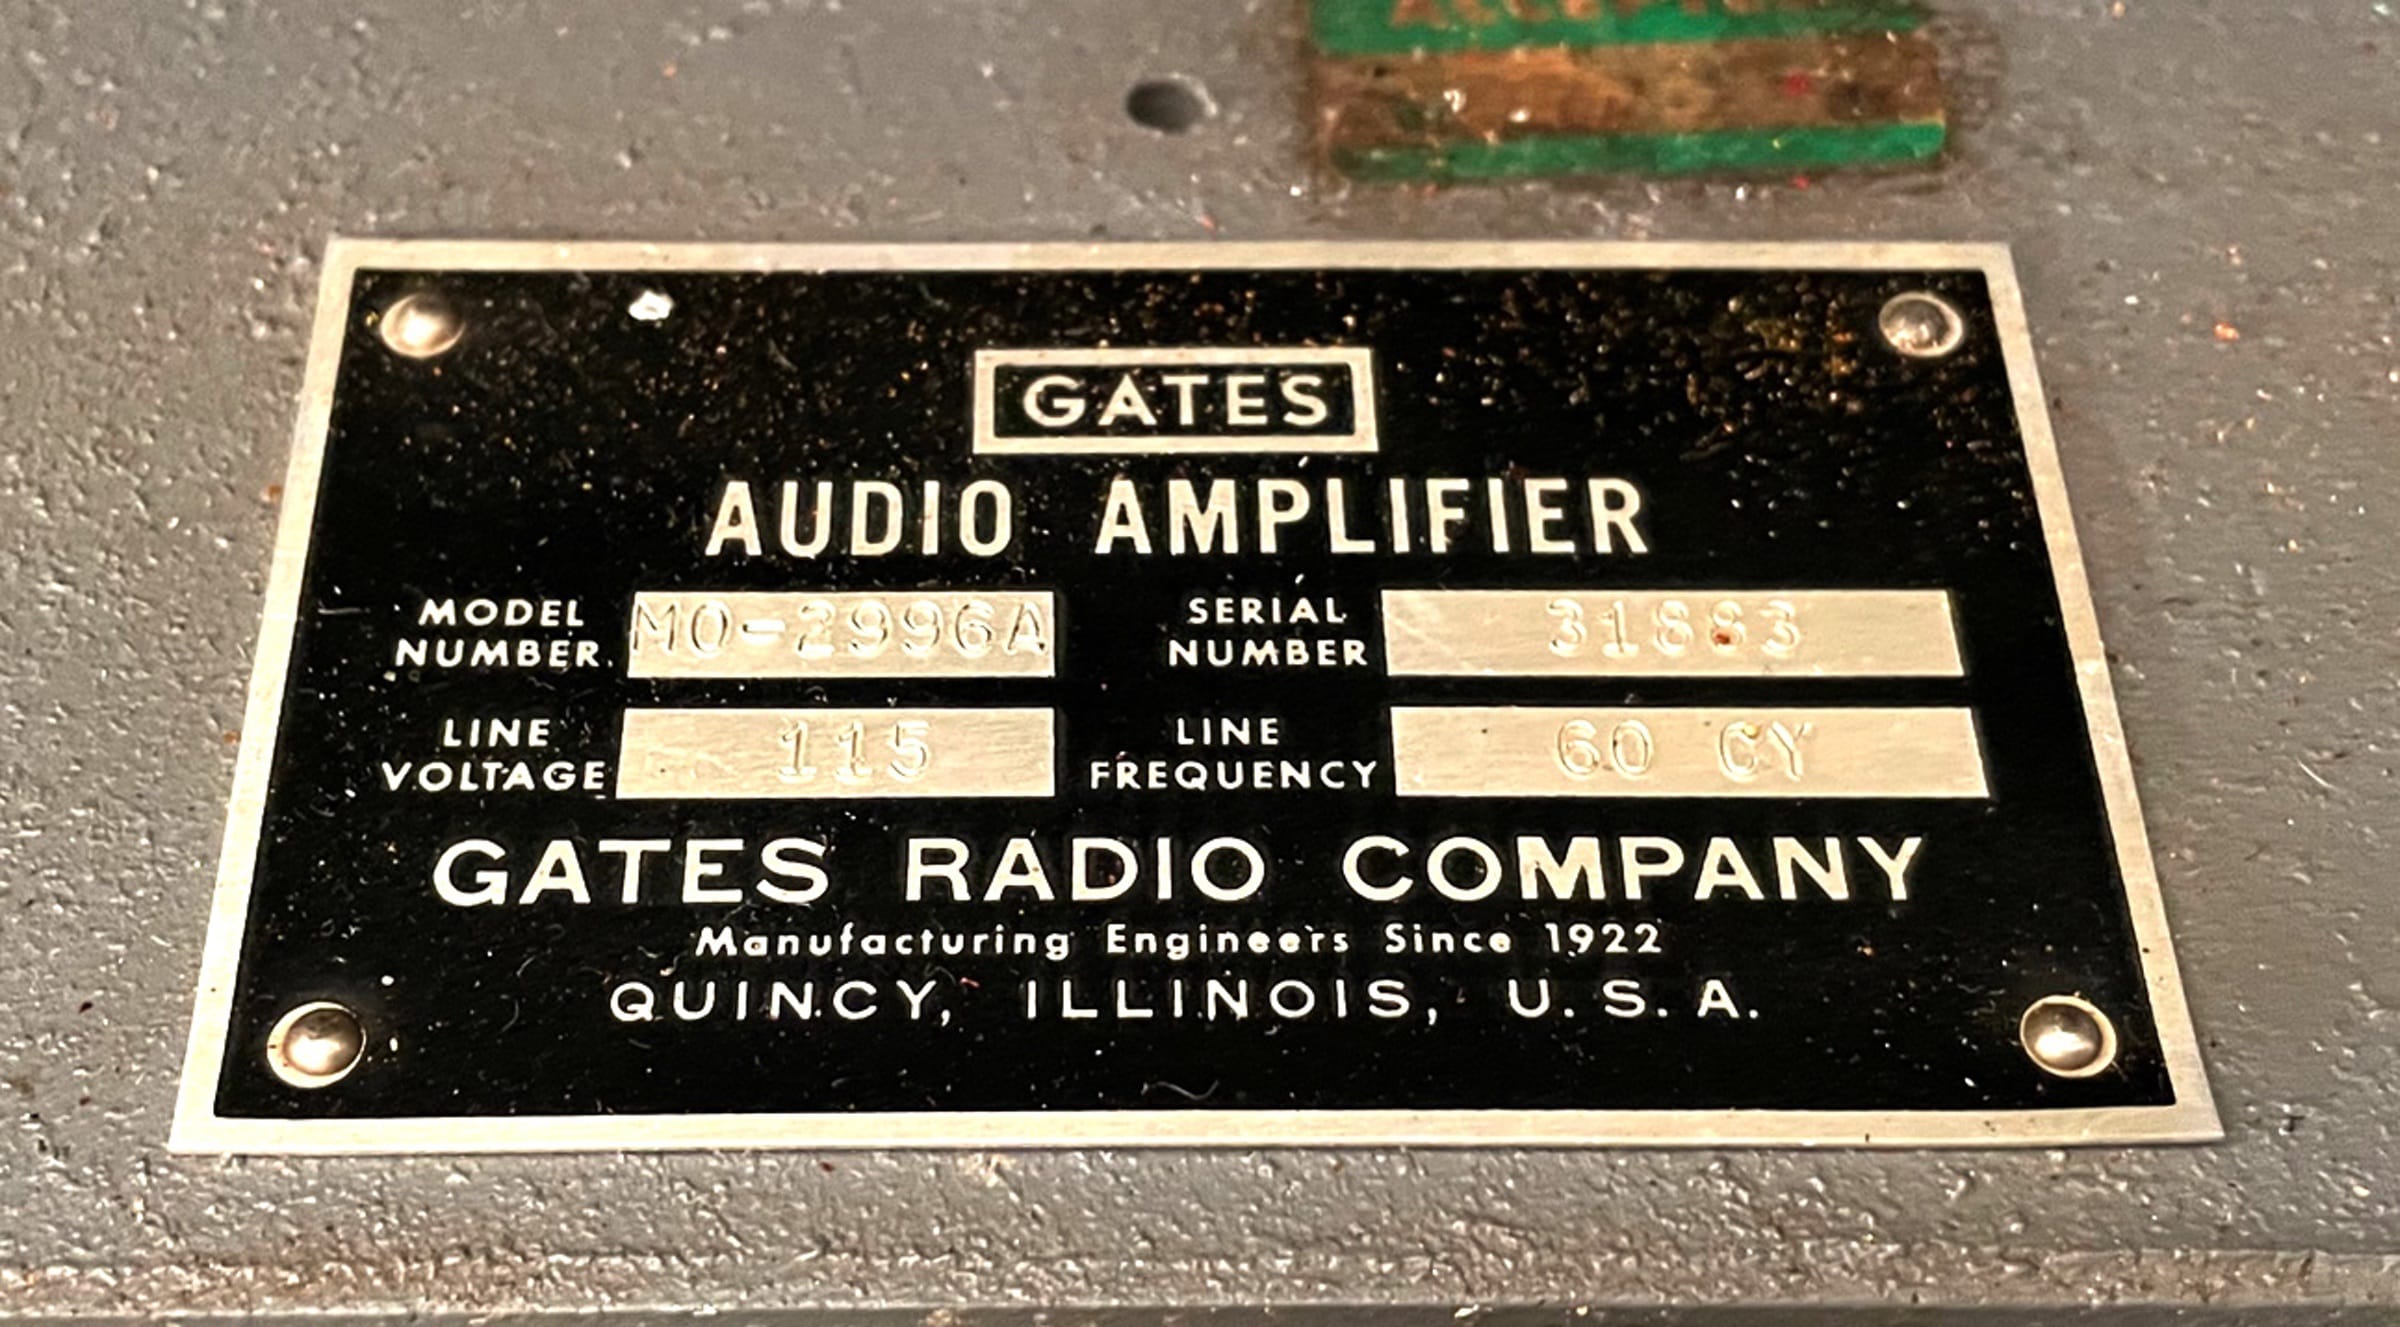 GATES
AUDIO AMPLIFIER
MODEL NUMBER MO-2996A SERIAL NUMBER 31883
LINE VOLTAGE 115 LINE FREQUENCY 60 CY
GATES RADIO COMPANY
Manufacturing Engineers Since 1922
QUINCY, ILLINOIS, U.S.A.